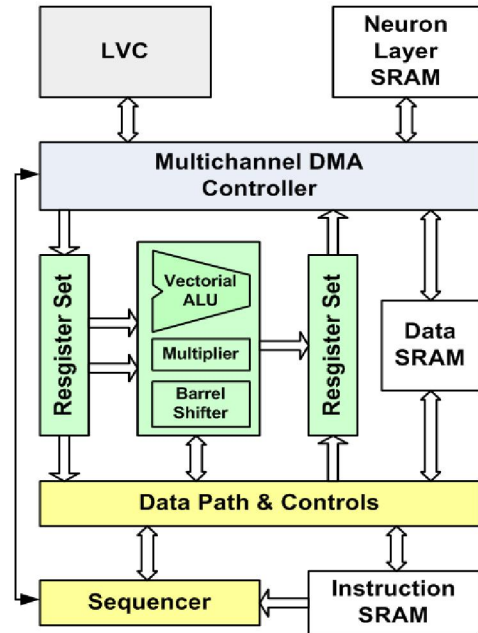 LVC
Neuron
Layer
SRAM
Multichannel DMA
Controller
Resgister Set
Vectorial
ALU
Multiplier
Barrel
Shifter
Resgister Set
Data
SRAM
Data Path & Controls
Sequencer
Instruction
SRAM